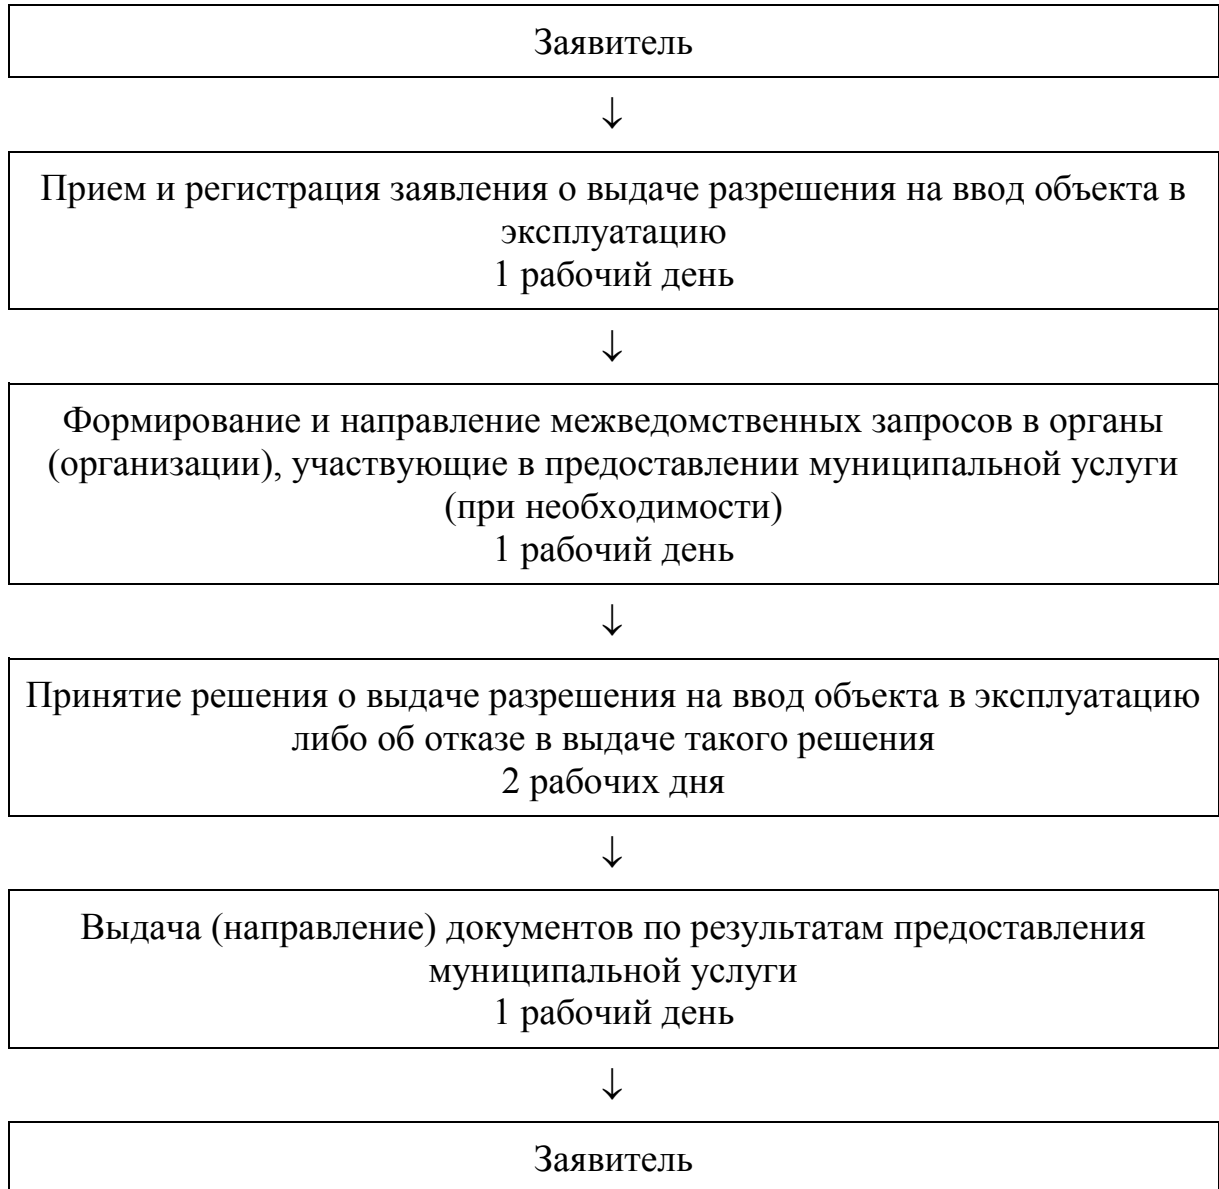 Заявитель
↓
Прием и регистрация заявления о выдаче разрешения на ввод объекта в
эксплуатацию
1 рабочий день
↓
Формирование и направление межведомственных запросов в органы
(организации), участвующие в предоставлении муниципальной услуги
(при необходимости)
1 рабочий день
↓
Принятие решения о выдаче разрешения на ввод объекта в эксплуатацию
либо об отказе в выдаче такого решения
2 рабочих дня
↓
Выдача (направление) документов по результатам предоставления
муниципальной услуги
1 рабочий день
↓
Заявитель